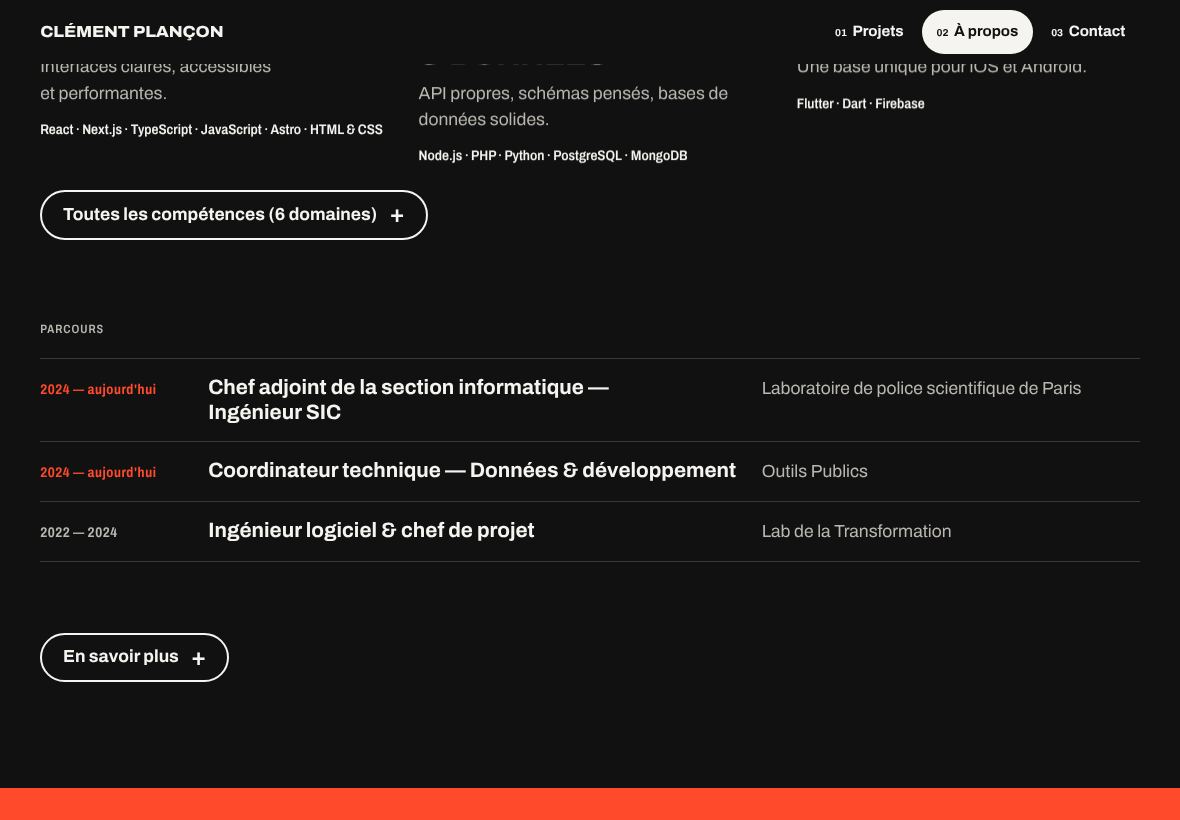 CLÉMENT PLANÇON
01 Projets
02 À propos
03 Contact
Interfaces claires, accessibles
et performantes.
React · Next.js · TypeScript · JavaScript · Astro · HTML & CSS
API propres, schémas pensés, bases de
données solides.
Node.js · PHP · Python · PostgreSQL · MongoDB
Une base unique pour iOS et Android.
Flutter · Dart · Firebase
Toutes les compétences (6 domaines) +
PARCOURS
2024 — aujourd'hui
Chef adjoint de la section informatique —
Ingénieur SIC
Laboratoire de police scientifique de Paris
2024 — aujourd'hui
Coordinateur technique — Données & développement
Outils Publics
2022 — 2024
Ingénieur logiciel & chef de projet
Lab de la Transformation
En savoir plus +